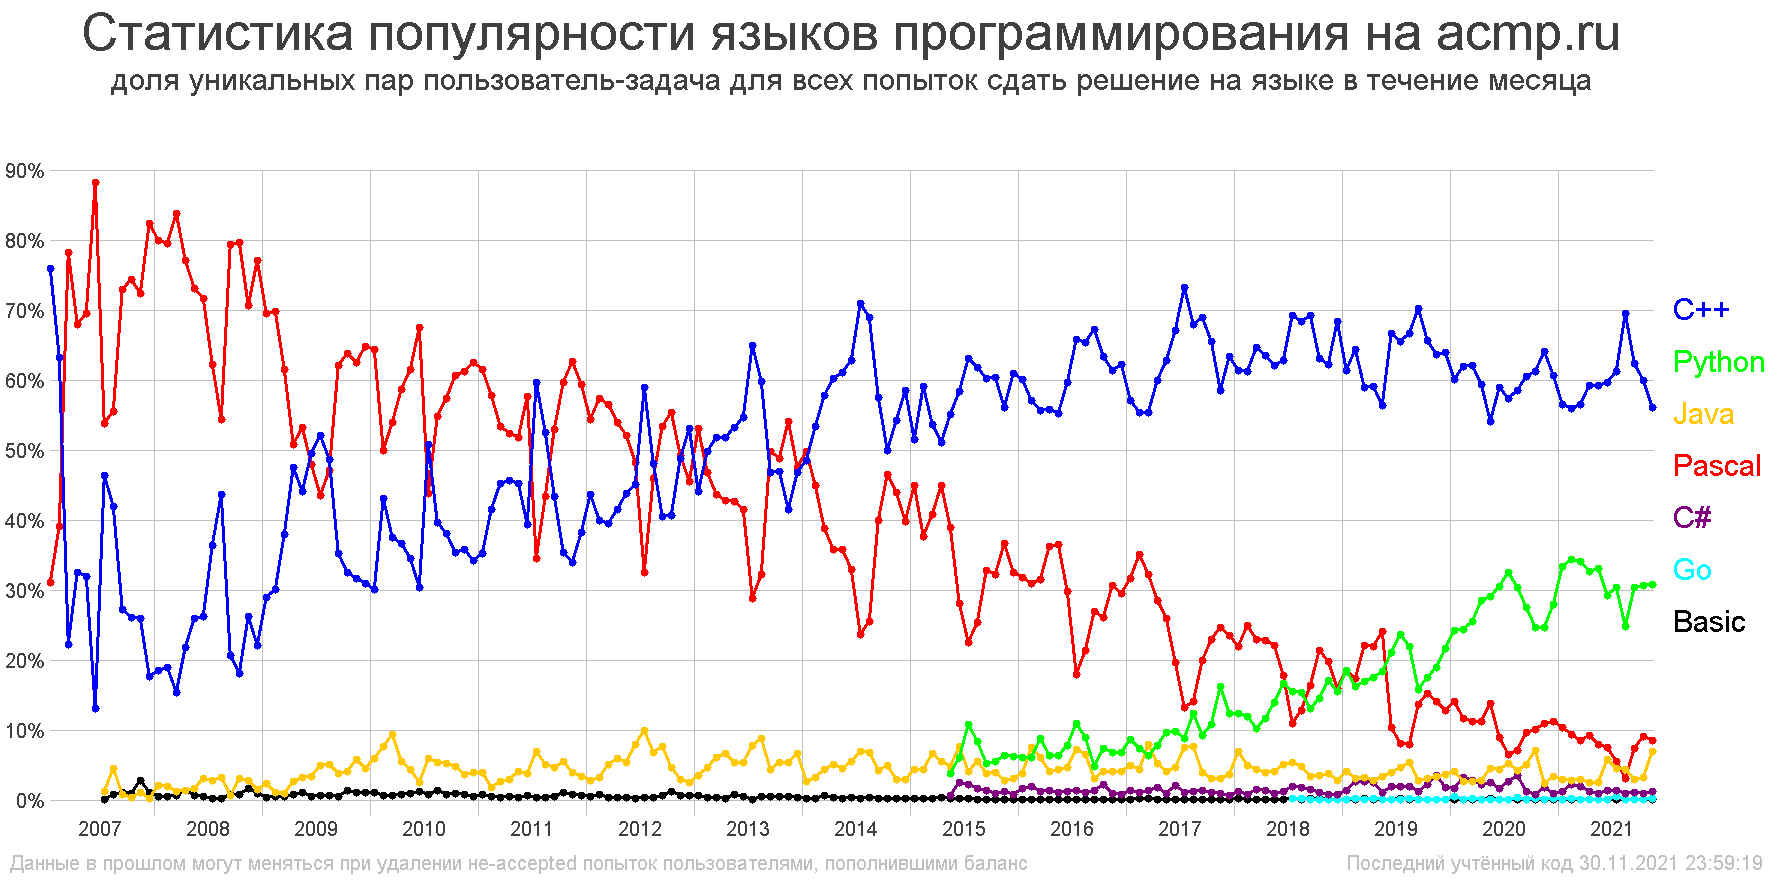 Статистика популярности языков программирования на acmp.ru
доля уникальных пар пользователь-задача для всех попыток сдать решение на языке в течение месяца
90%
80%
70%
60%
50%
40%
30%
20%
10%
0%
C++
Python
Java
Pascal
C#
Go
Basic
2007 2008 2009 2010 2011 2012 2013 2014 2015 2016 2017 2018 2019 2020 2021
Данные в прошлом могут меняться при удалении не-accepted попыток пользователями, пополнившими баланс
Последний учтённый код 30.11.2021 23:59:19